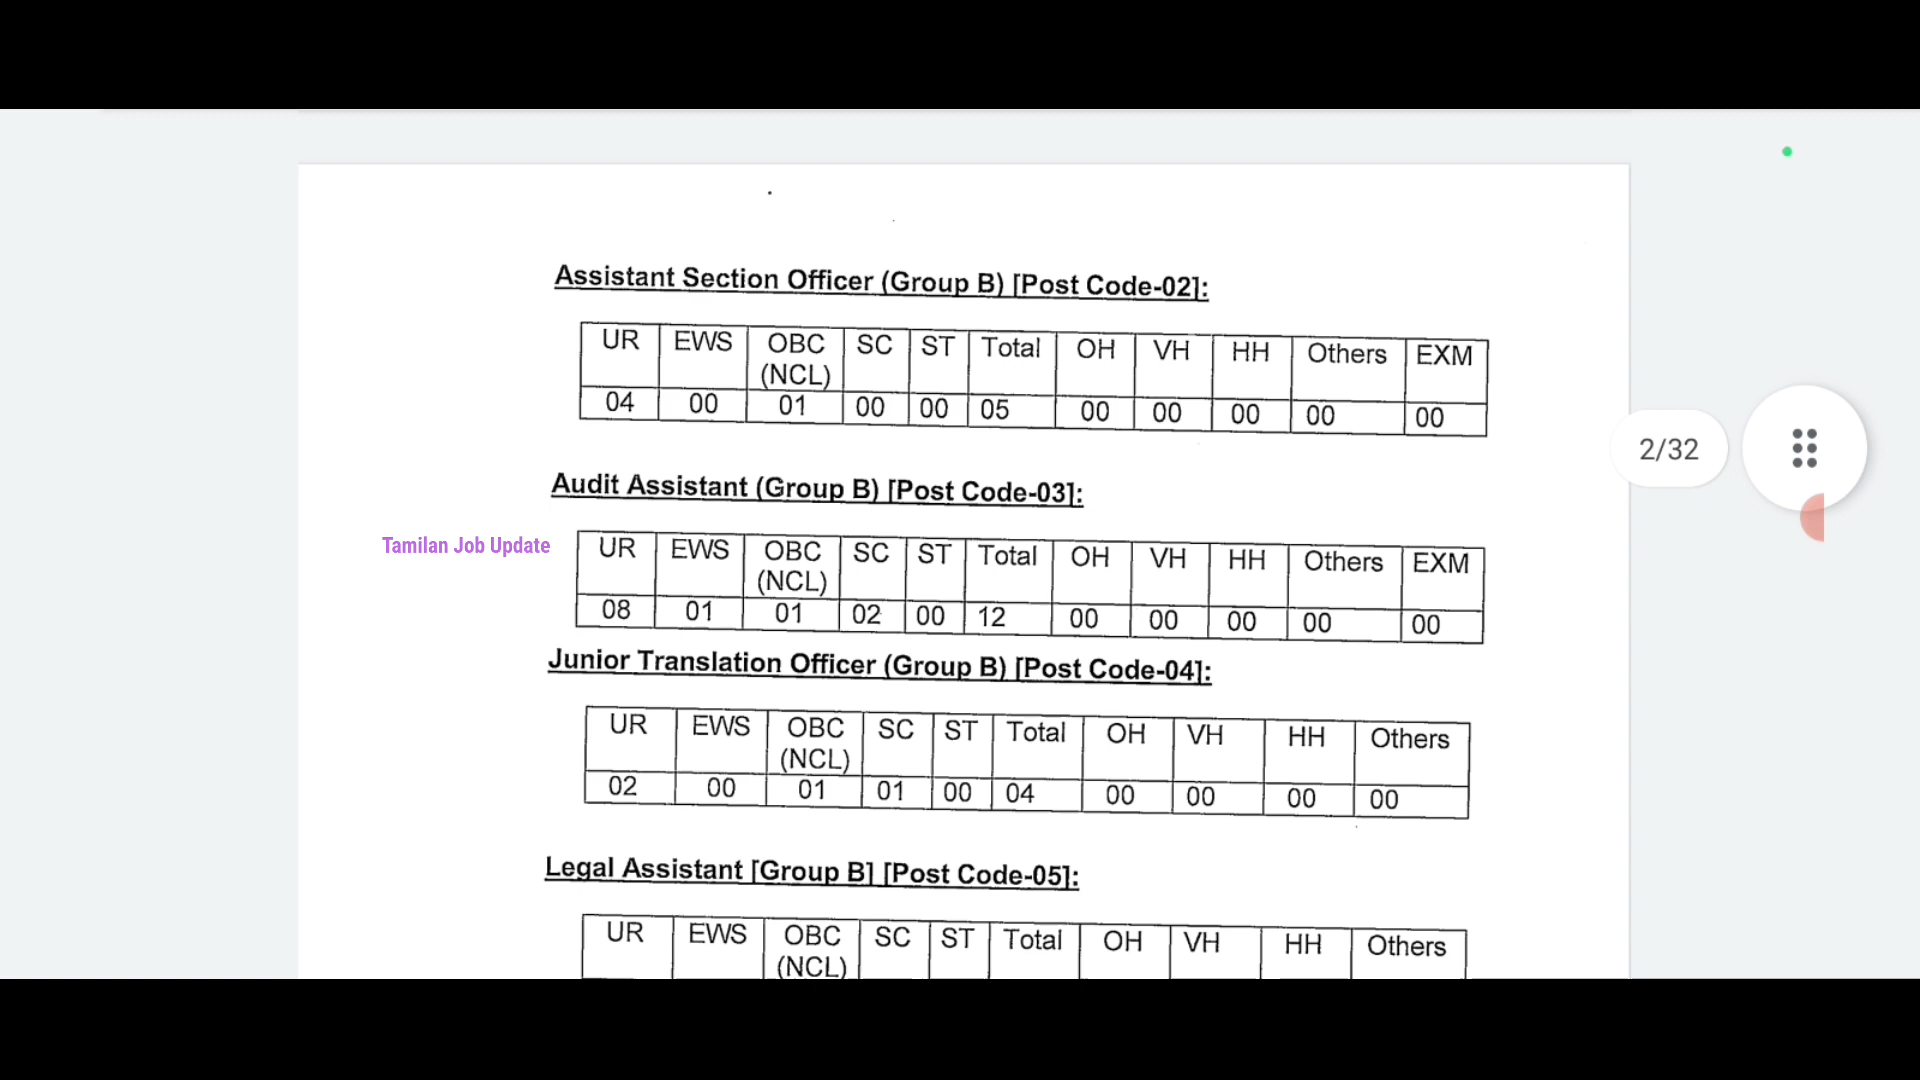 Assistant Section Officer (Group B) [Post Code-02]:
UR EWS OBC (NCL) SC ST Total OH VH HH Others EXM
04 00 01 00 00 05 00 00 00 00 00
Audit Assistant (Group B) [Post Code-03]:
Tamilan Job Update
UR EWS OBC (NCL) SC ST Total OH VH HH Others EXM
08 01 01 02 00 12 00 00 00 00 00
Junior Translation Officer (Group B) [Post Code-04]:
UR EWS OBC (NCL) SC ST Total OH VH HH Others
02 00 01 01 00 04 00 00 00 00
Legal Assistant [Group B] [Post Code-05]:
UR EWS OBC (NCL) SC ST Total OH VH HH Others
2/32